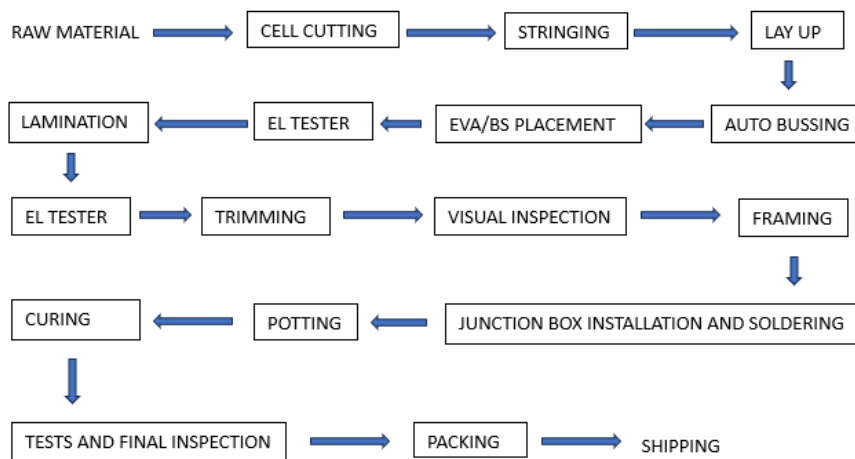 RAW MATERIAL
CELL CUTTING
STRINGING
LAY UP
AUTO BUSSING
EVA/BS PLACEMENT
EL TESTER
LAMINATION
EL TESTER
TRIMMING
VISUAL INSPECTION
FRAMING
JUNCTION BOX INSTALLATION AND SOLDERING
POTTING
CURING
TESTS AND FINAL INSPECTION
PACKING
SHIPPING